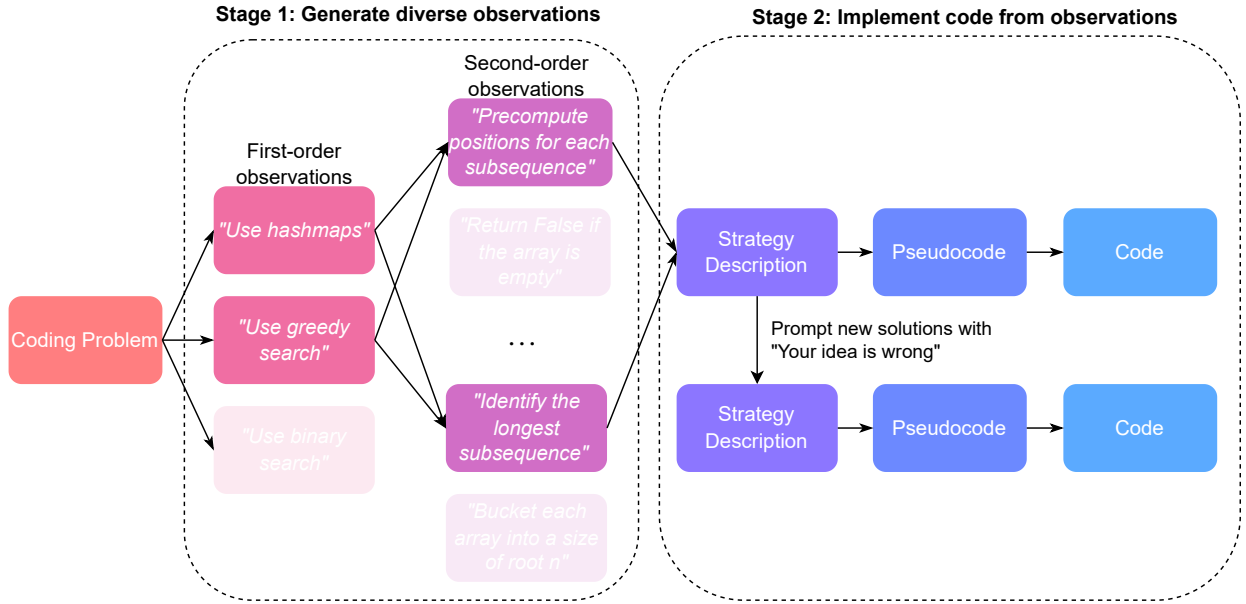 Stage 1: Generate diverse observations
Stage 2: Implement code from observations
Second-order
observations
First-order
observations
"Precompute
positions for each
subsequence"
"Use hashmaps"
"Return False if
the array is
empty"
Strategy
Description
Pseudocode
Code
Coding Problem
"Use greedy
search"
...
Prompt new solutions with
"Your idea is wrong"
"Use binary
search"
"Identify the
longest
subsequence"
Strategy
Description
Pseudocode
Code
"Bucket each
array into a size
of root n"